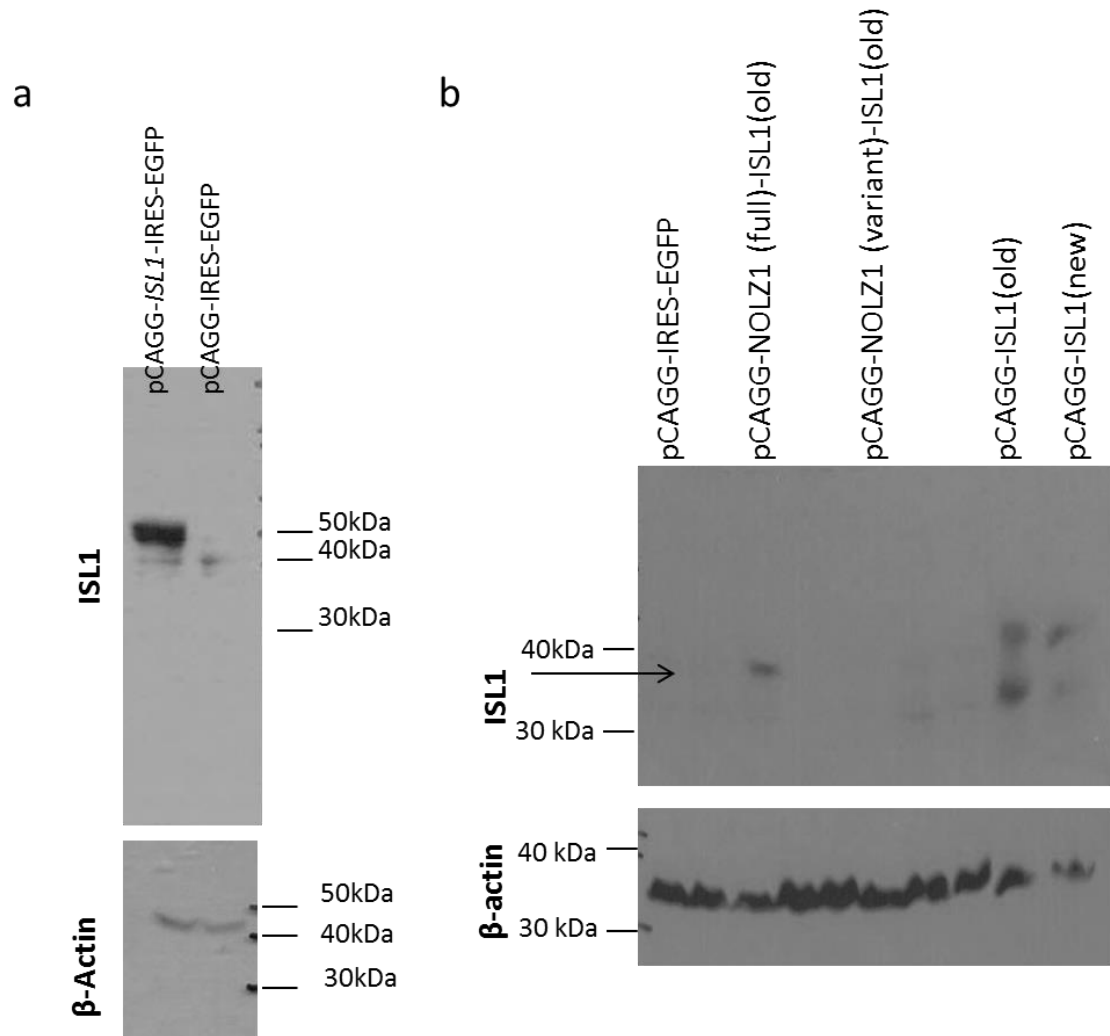 a
pCAGG-ISL1-IRES-EGFP
pCAGG-IRES-EGFP
ISL1
50kDa
40kDa
30kDa
β-Actin
50kDa
40kDa
30kDa
b
pCAGG-IRES-EGFP
pCAGG-NOLZ1 (full)-ISL1(old)
pCAGG-NOLZ1 (variant)-ISL1(old)
pCAGG-ISL1(old)
pCAGG-ISL1(new)
ISL1
40kDa
30 kDa
β-actin
40 kDa
30 kDa